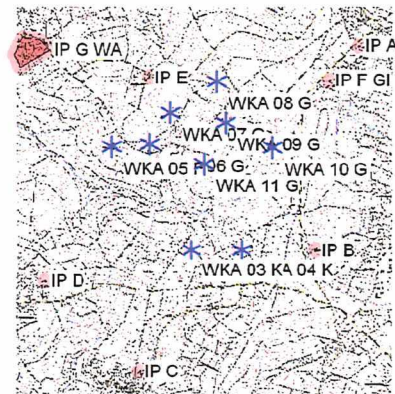 IP A
IP G WA
IP E
IP F GI
WKA 08 G
WKA 07 G
WKA 09 G
WKA 05
06 G
WKA 10 G
WKA 11 G
IP B
WKA 03 K
KA 04 K
IP D
IP C